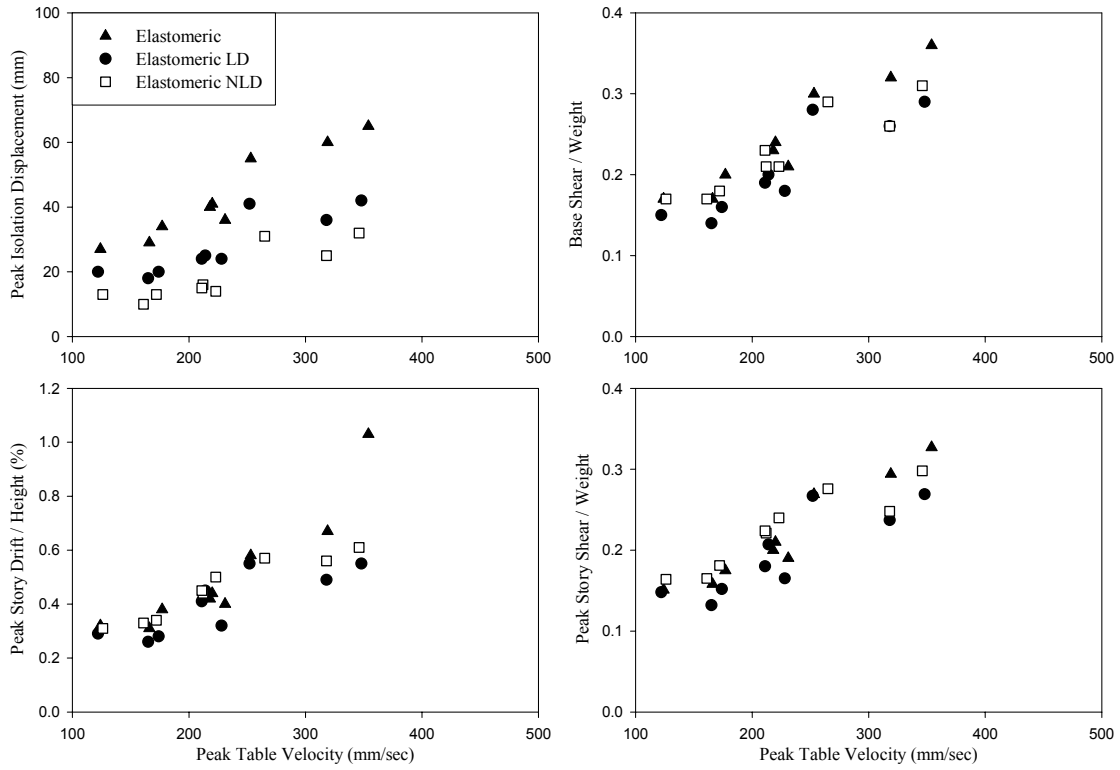 Peak Isolation Displacement (mm)
100
80
60
40
20
0
Elastomeric
Elastomeric LD
Elastomeric NLD
100 200 300 400 500
Base Shear / Weight
0.4
0.3
0.2
0.1
0.0
100 200 300 400 500
Peak Story Drift / Height (%)
1.2
1.0
0.8
0.6
0.4
0.2
0.0
100 200 300 400 500
Peak Table Velocity (mm/sec)
Peak Story Shear / Weight
0.4
0.3
0.2
0.1
0.0
100 200 300 400 500
Peak Table Velocity (mm/sec)